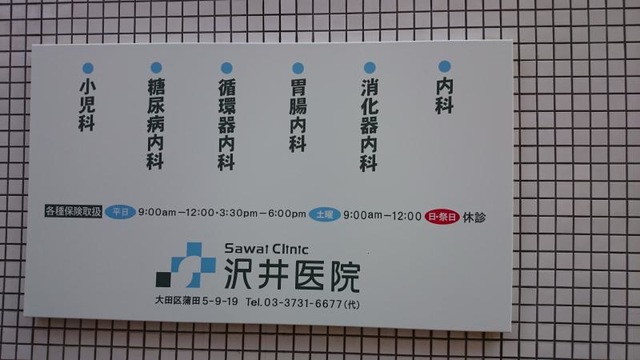 内科
消化器内科
胃腸内科
循環器内科
糖尿病内科
小児科
各種保険取扱 平日 9:00am－12:00・3:30pm－6:00pm 土曜 9:00am－12:00 日・祭日 休診
Sawai Clinic
沢井医院
大田区蒲田5-9-19 Tel.03-3731-6677(代)